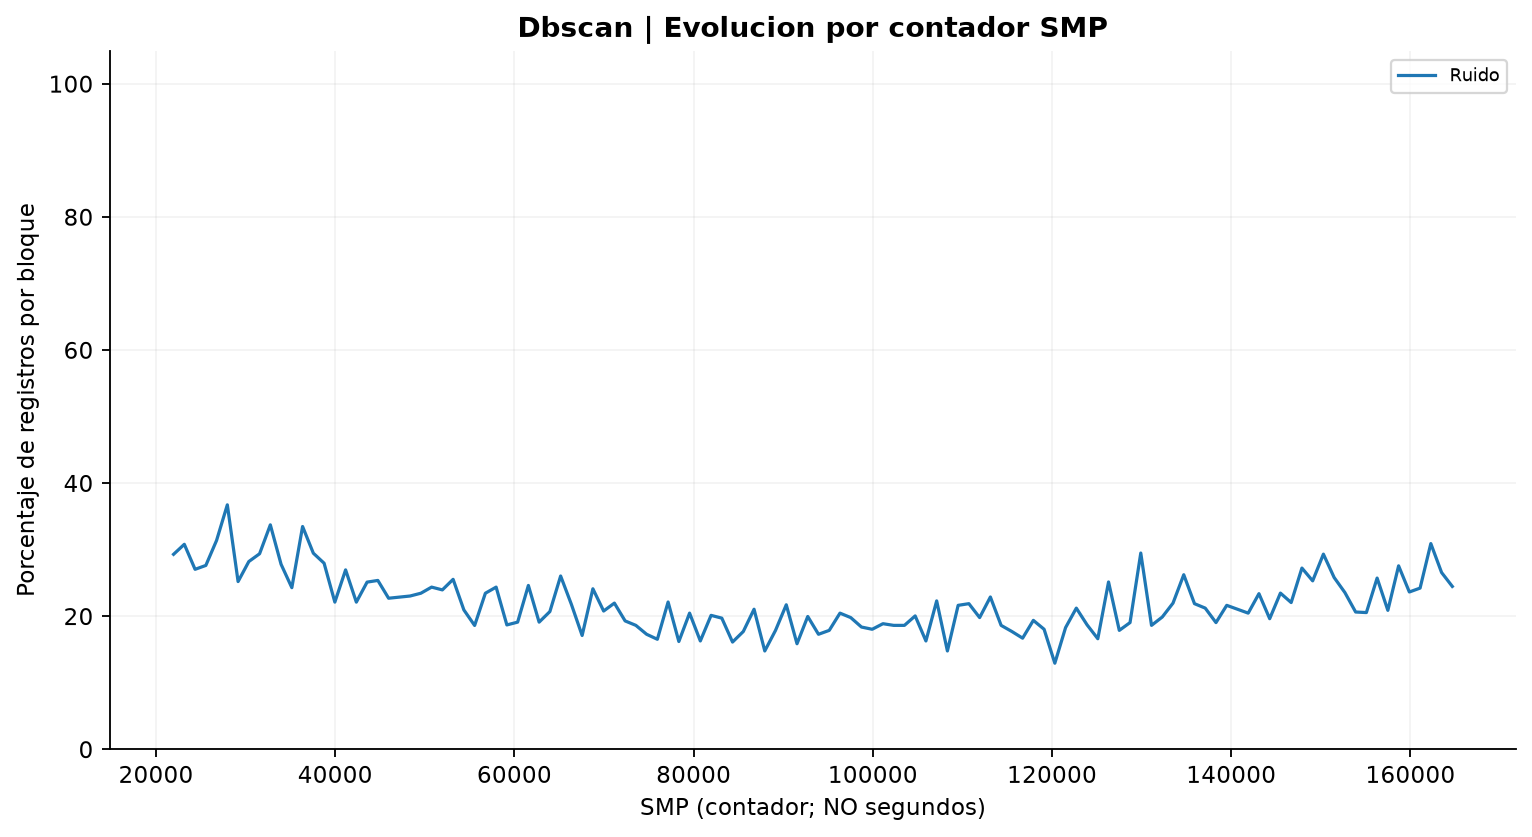 Dbscan | Evolucion por contador SMP
Ruido
Porcentaje de registros por bloque
100
80
60
40
20
0
20000 40000 60000 80000 100000 120000 140000 160000
SMP (contador; NO segundos)